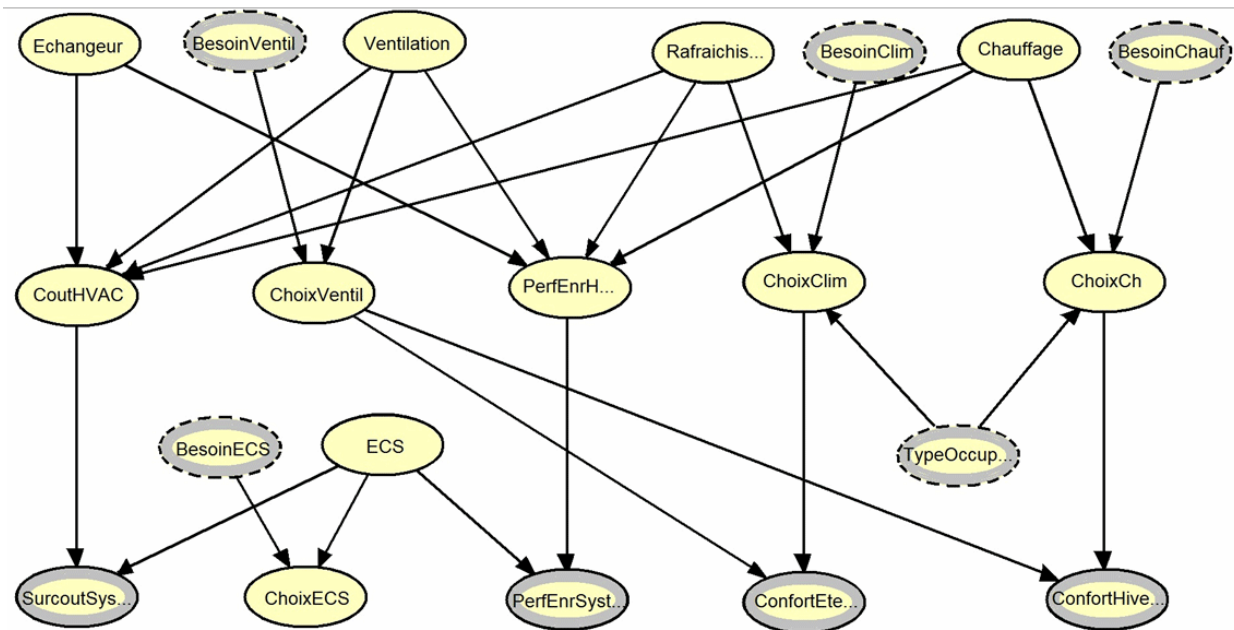 Echangeur
BesoinVentil
Ventilation
Rafraichis...
BesoinClim
Chauffage
BesoinChauf
CoutHVAC
ChoixVentil
PerfEnrH...
ChoixClim
ChoixCh
BesoinECS
ECS
TypeOccup...
SurcoutSys...
ChoixECS
PerfEnrSyst...
ConfortEte...
ConfortHive...